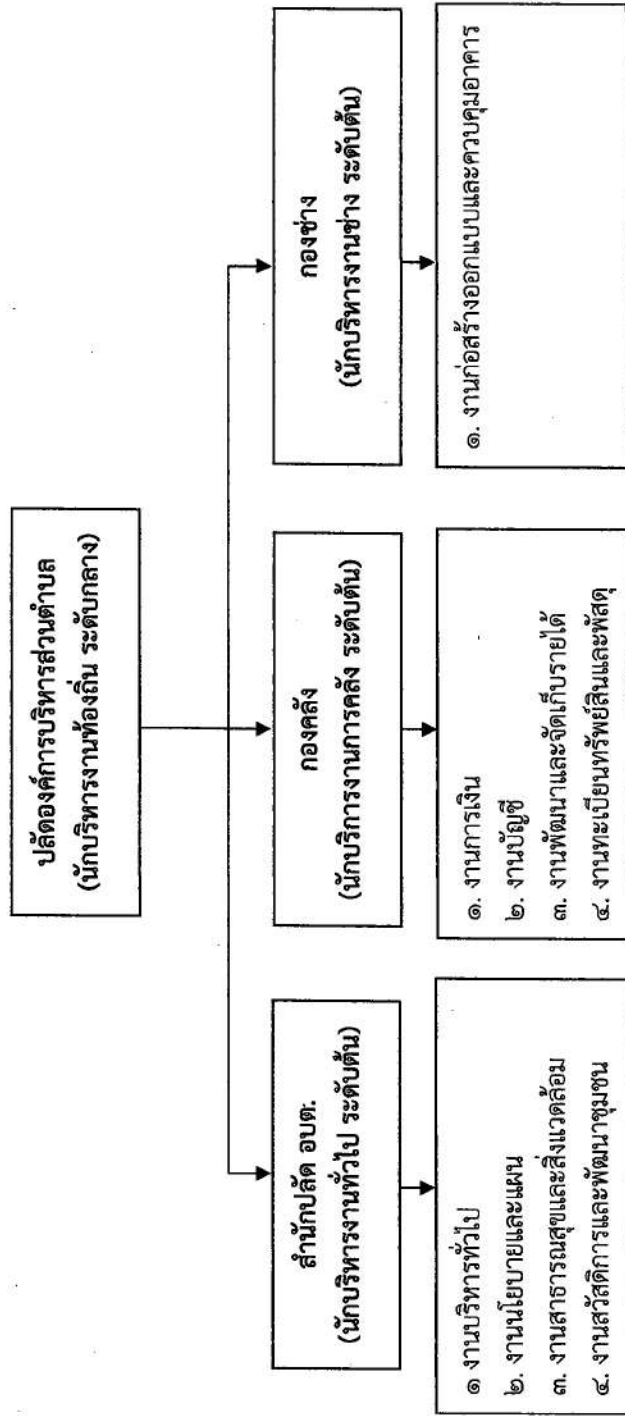 ปลัดองค์การบริหารส่วนตำบล
(นักบริหารงานท้องถิ่น ระดับกลาง)
สำนักปลัด อบต.
(นักบริหารงานทั่วไป ระดับต้น)
กองคลัง
(นักบริการงานการคลัง ระดับต้น)
กองช่าง
(นักบริหารงานช่าง ระดับต้น)
๑ งานบริหารทั่วไป
๒. งานนโยบายและแผน
๓. งานสาธารณสุขและสิ่งแวดล้อม
๔. งานสวัสดิการและพัฒนาชุมชน
๑. งานการเงิน
๒. งานบัญชี
๓. งานพัฒนาและจัดเก็บรายได้
๔. งานทะเบียนทรัพย์สินและพัสดุ
๑. งานก่อสร้างออกแบบและควบคุมอาคาร